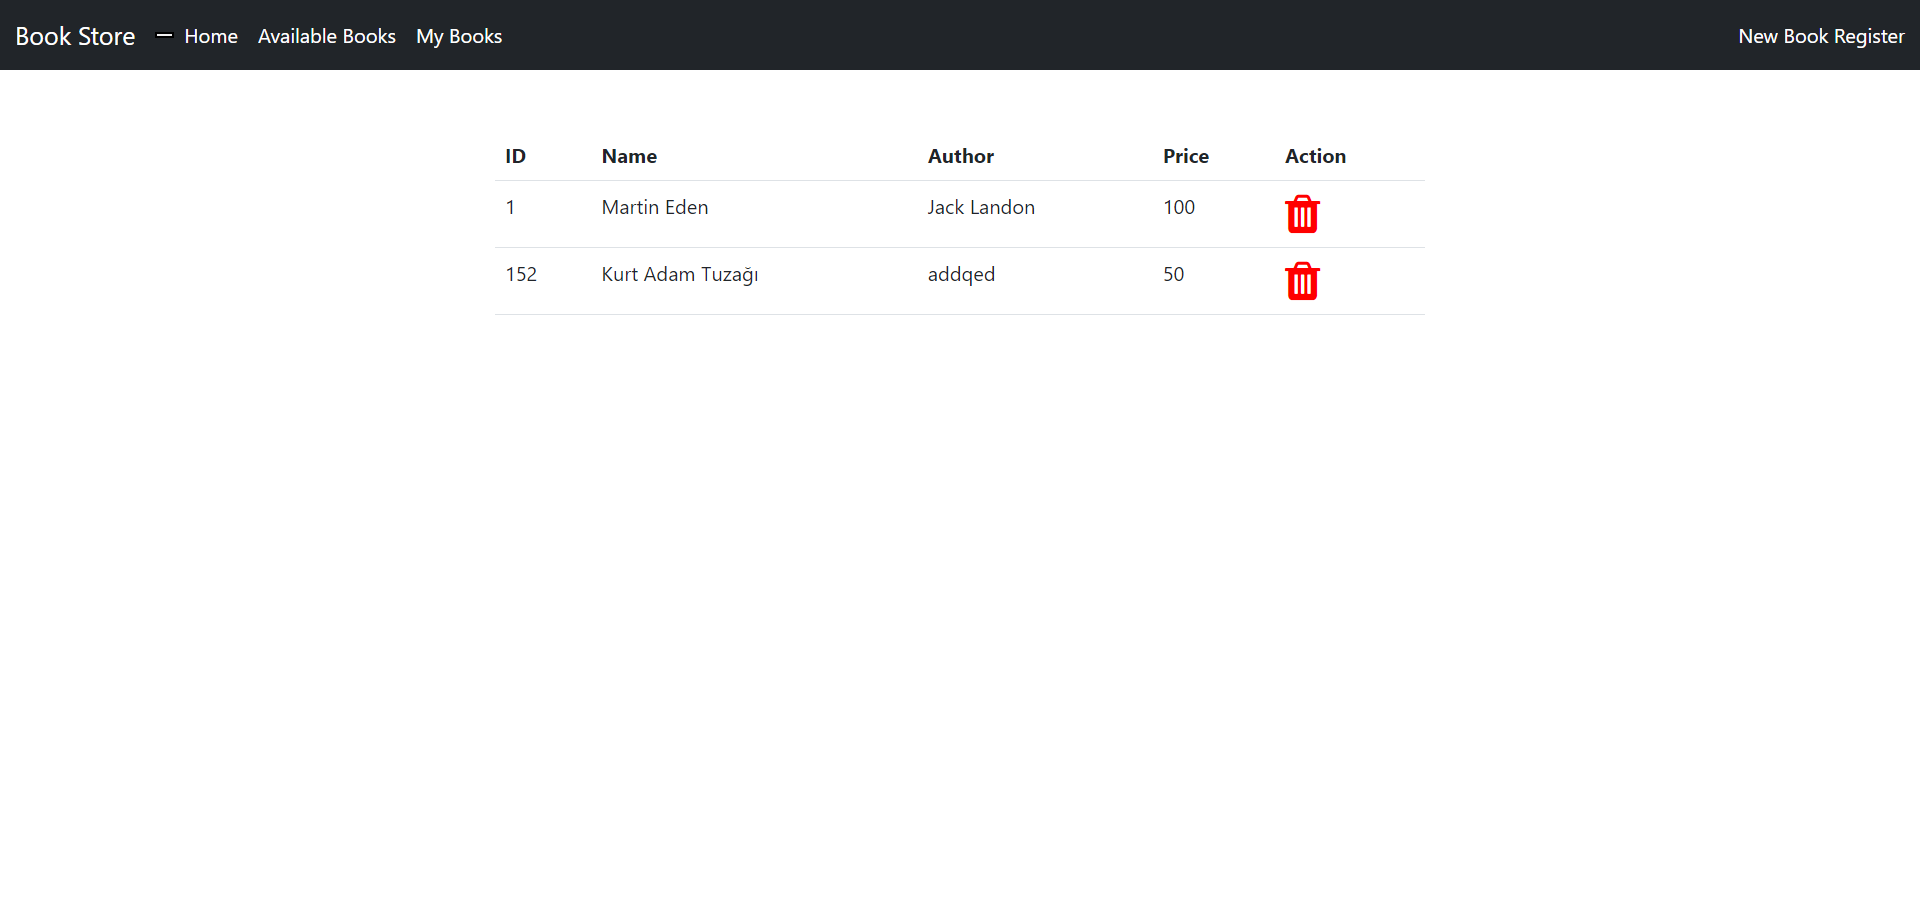 Book Store Home Available Books My Books New Book Register
ID Name Author Price Action
1 Martin Eden Jack Landon 100
152 Kurt Adam Tuzağı addqed 50